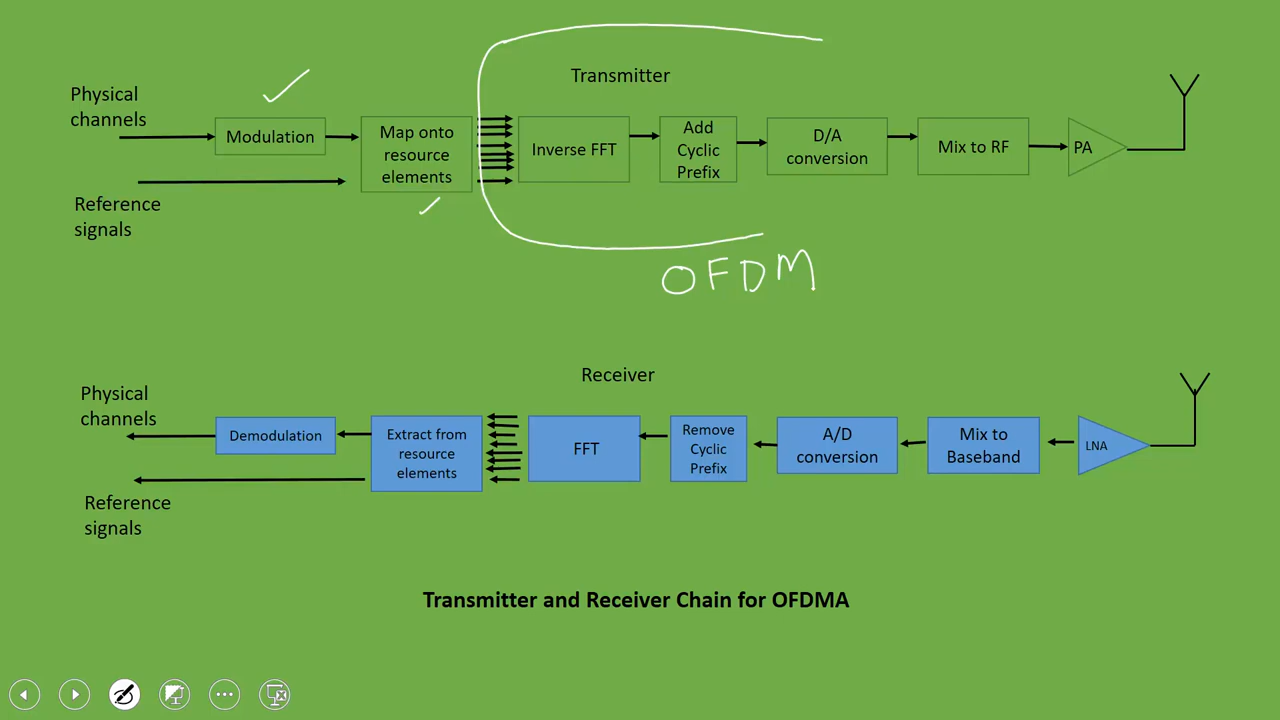 Transmitter
Physical
channels
Modulation
Map onto
resource
elements
Inverse FFT
Add
Cyclic
Prefix
D/A
conversion
Mix to RF
PA
Reference
signals
OFDM
Receiver
Physical
channels
Demodulation
Extract from
resource
elements
FFT
Remove
Cyclic
Prefix
A/D
conversion
Mix to
Baseband
LNA
Reference
signals
Transmitter and Receiver Chain for OFDMA